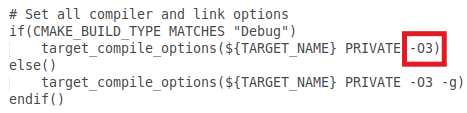 # Set all compiler and link options
if(CMAKE_BUILD_TYPE MATCHES "Debug")
    target_compile_options(${TARGET_NAME} PRIVATE -O3)
else()
    target_compile_options(${TARGET_NAME} PRIVATE -O3 -g)
endif()